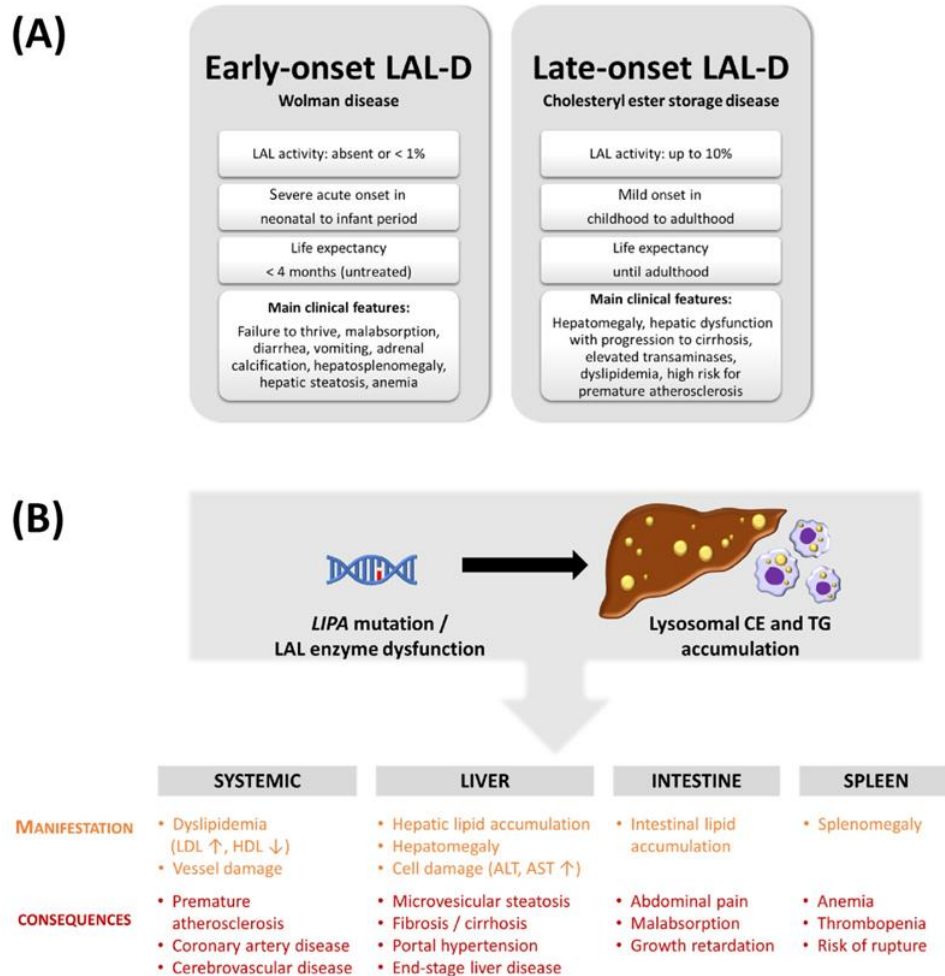 (A)
Early-onset LAL-D
Wolman disease
LAL activity: absent or < 1%
Severe acute onset in
neonatal to infant period
Life expectancy
< 4 months (untreated)
Main clinical features:
Failure to thrive, malabsorption,
diarrhea, vomiting, adrenal
calcification, hepatosplenomegaly,
hepatic steatosis, anemia
Late-onset LAL-D
Cholesteryl ester storage disease
LAL activity: up to 10%
Mild onset in
childhood to adulthood
Life expectancy
until adulthood
Main clinical features:
Hepatomegaly, hepatic dysfunction
with progression to cirrhosis,
elevated transaminases,
dyslipidemia, high risk for
premature atherosclerosis
(B)
LIPA mutation /
LAL enzyme dysfunction
Lysosomal CE and TG
accumulation
SYSTEMIC
LIVER
INTESTINE
SPLEEN
MANIFESTATION
• Dyslipidemia
(LDL ↑, HDL ↓)
• Vessel damage
• Hepatic lipid accumulation
• Hepatomegaly
• Cell damage (ALT, AST ↑)
• Intestinal lipid
accumulation
• Splenomegaly
CONSEQUENCES
• Premature
atherosclerosis
• Coronary artery disease
• Cerebrovascular disease
• Microvesicular steatosis
• Fibrosis / cirrhosis
• Portal hypertension
• End-stage liver disease
• Abdominal pain
• Malabsorption
• Growth retardation
• Anemia
• Thrombopenia
• Risk of rupture